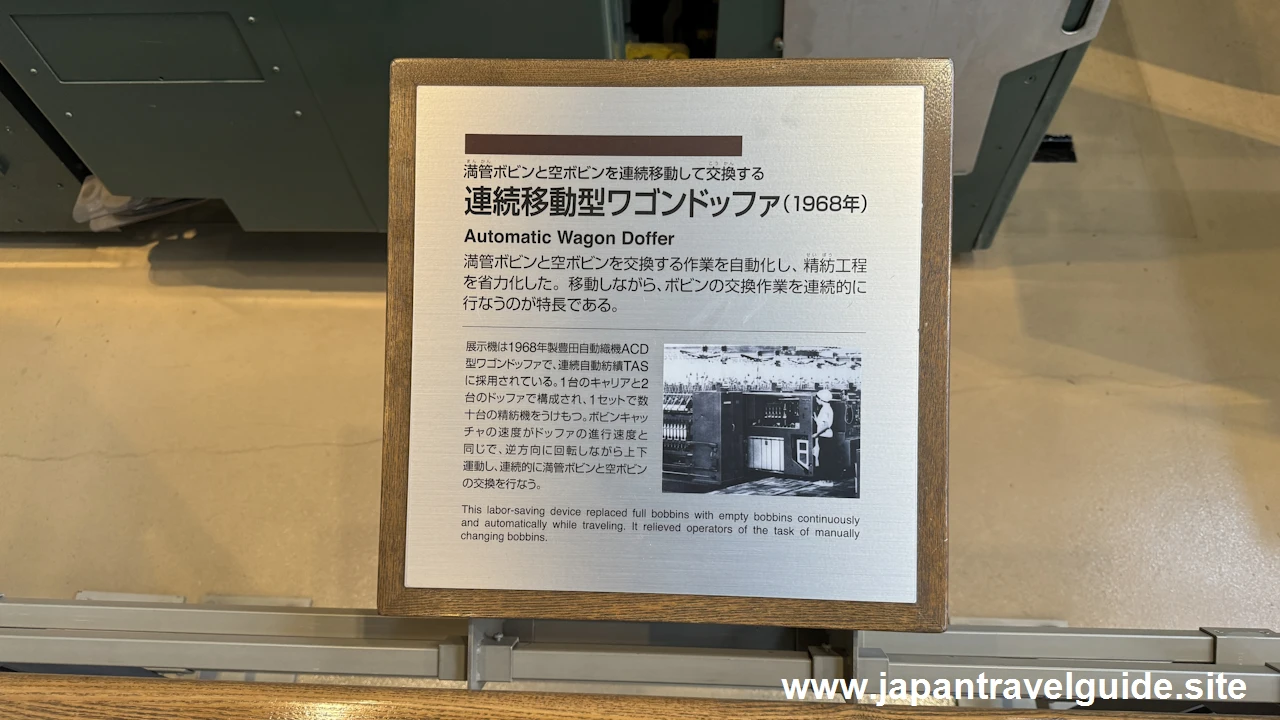 満管ボビンと空ボビンを連続移動して交換する
連続移動型ワゴンドッファ(1968年)
Automatic Wagon Doffer
満管ボビンと空ボビンを交換する作業を自動化し、精紡工程
を省力化した。移動しながら、ボビンの交換作業を連続的に
行なうのが特長である。
展示機は1968年製豊田自動織機ACD
型ワゴンドッファで、連続自動紡績TAS
に採用されている。1台のキャリアと2
台のドッファで構成され、1セットで数
十台の精紡機をうけもつ。ボビンキャッ
チャの速度がドッファの進行速度と
同じで、逆方向に回転しながら上下
運動し、連続的に満管ボビンと空ボビン
の交換を行なう。
This labor-saving device replaced full bobbins with empty bobbins continuously
and automatically while traveling. It relieved operators of the task of manually
changing bobbins.
www.japantravelguide.site